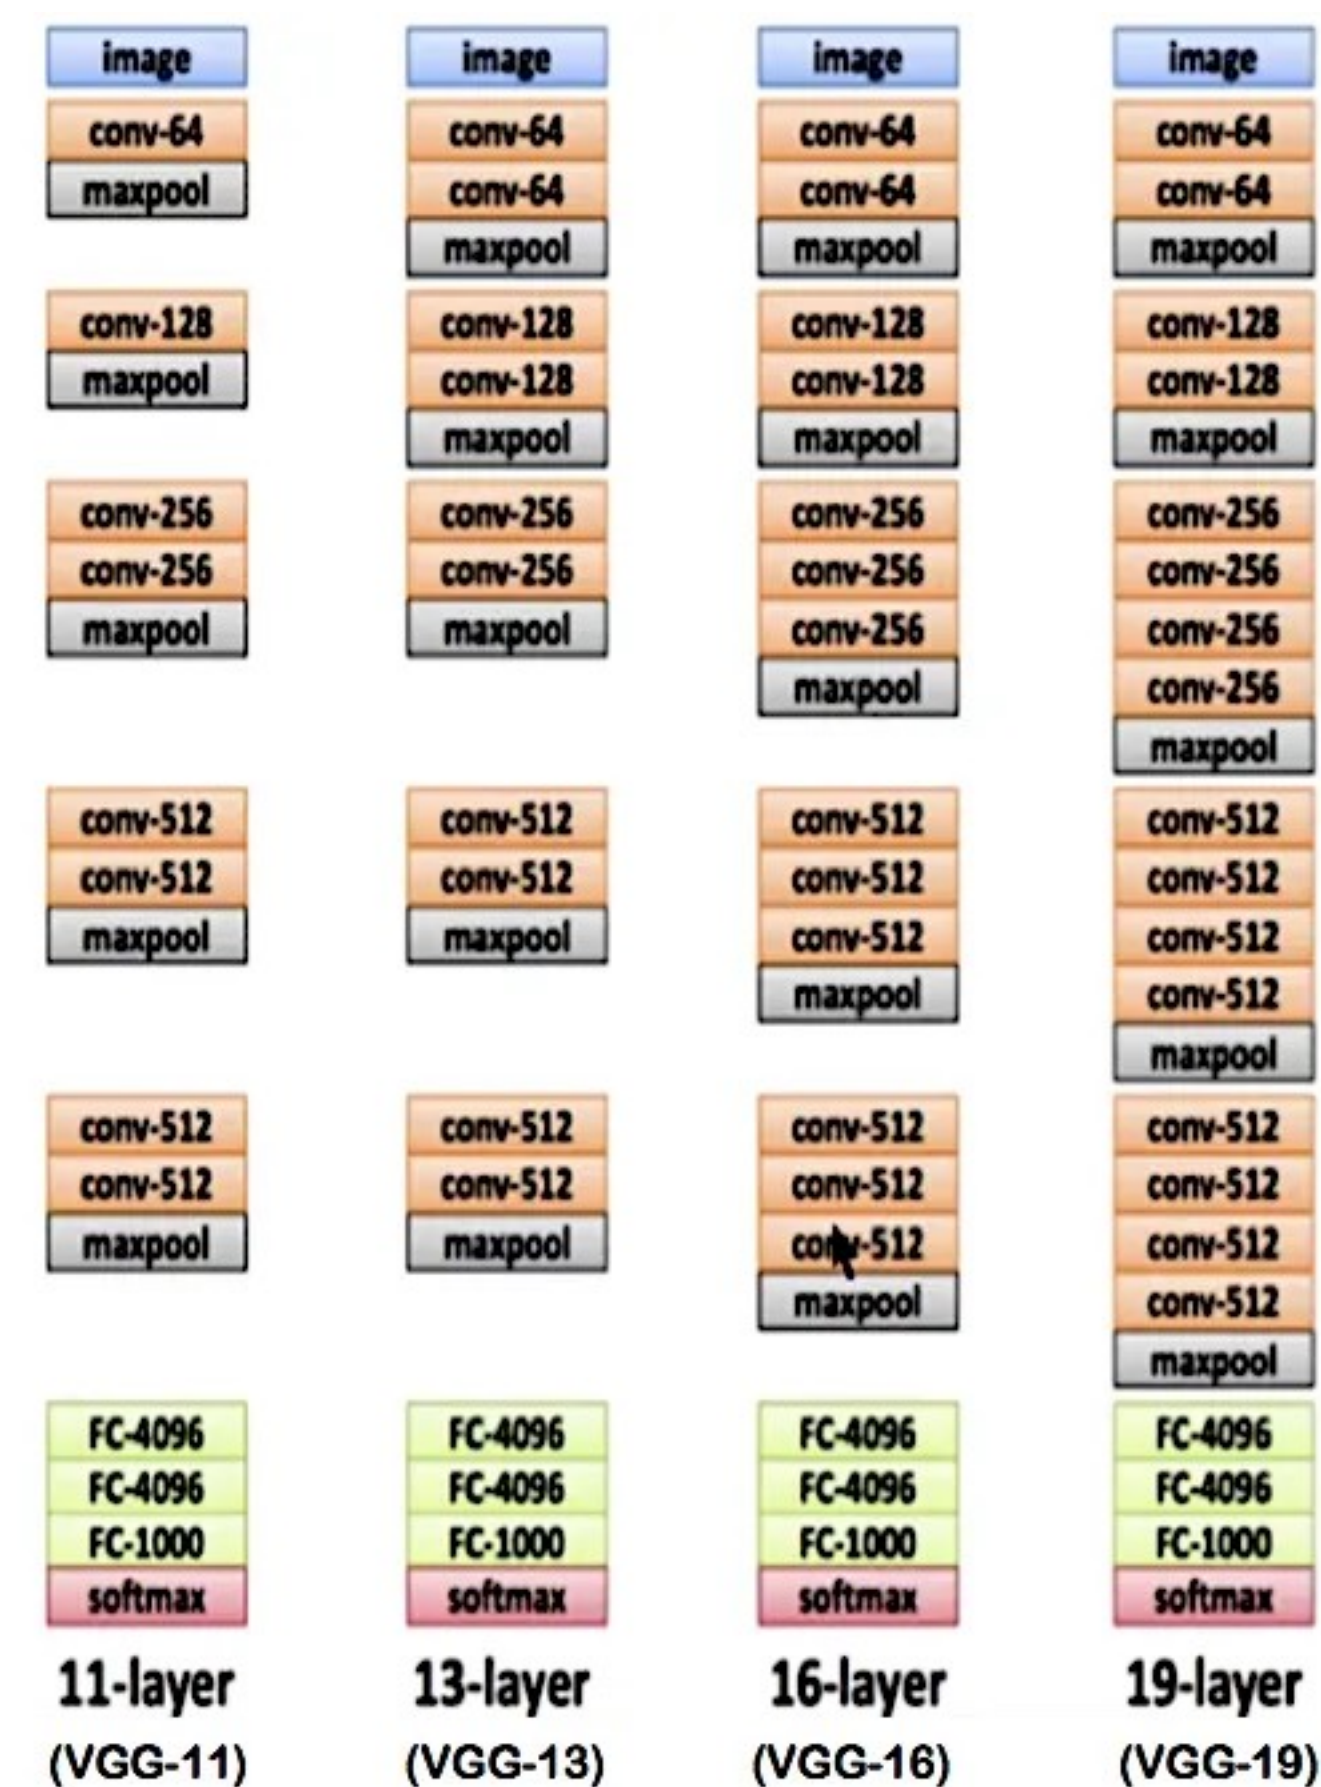 image
conv-64
maxpool
conv-128
maxpool
conv-256
conv-256
maxpool
conv-512
conv-512
maxpool
conv-512
conv-512
maxpool
FC-4096
FC-4096
FC-1000
softmax
11-layer
(VGG-11)
image
conv-64
conv-64
maxpool
conv-128
conv-128
maxpool
conv-256
conv-256
maxpool
conv-512
conv-512
maxpool
conv-512
conv-512
maxpool
FC-4096
FC-4096
FC-1000
softmax
13-layer
(VGG-13)
image
conv-64
conv-64
maxpool
conv-128
conv-128
maxpool
conv-256
conv-256
conv-256
maxpool
conv-512
conv-512
conv-512
maxpool
conv-512
conv-512
conv-512
maxpool
FC-4096
FC-4096
FC-1000
softmax
16-layer
(VGG-16)
image
conv-64
conv-64
maxpool
conv-128
conv-128
maxpool
conv-256
conv-256
conv-256
conv-256
maxpool
conv-512
conv-512
conv-512
conv-512
maxpool
conv-512
conv-512
conv-512
conv-512
maxpool
FC-4096
FC-4096
FC-1000
softmax
19-layer
(VGG-19)